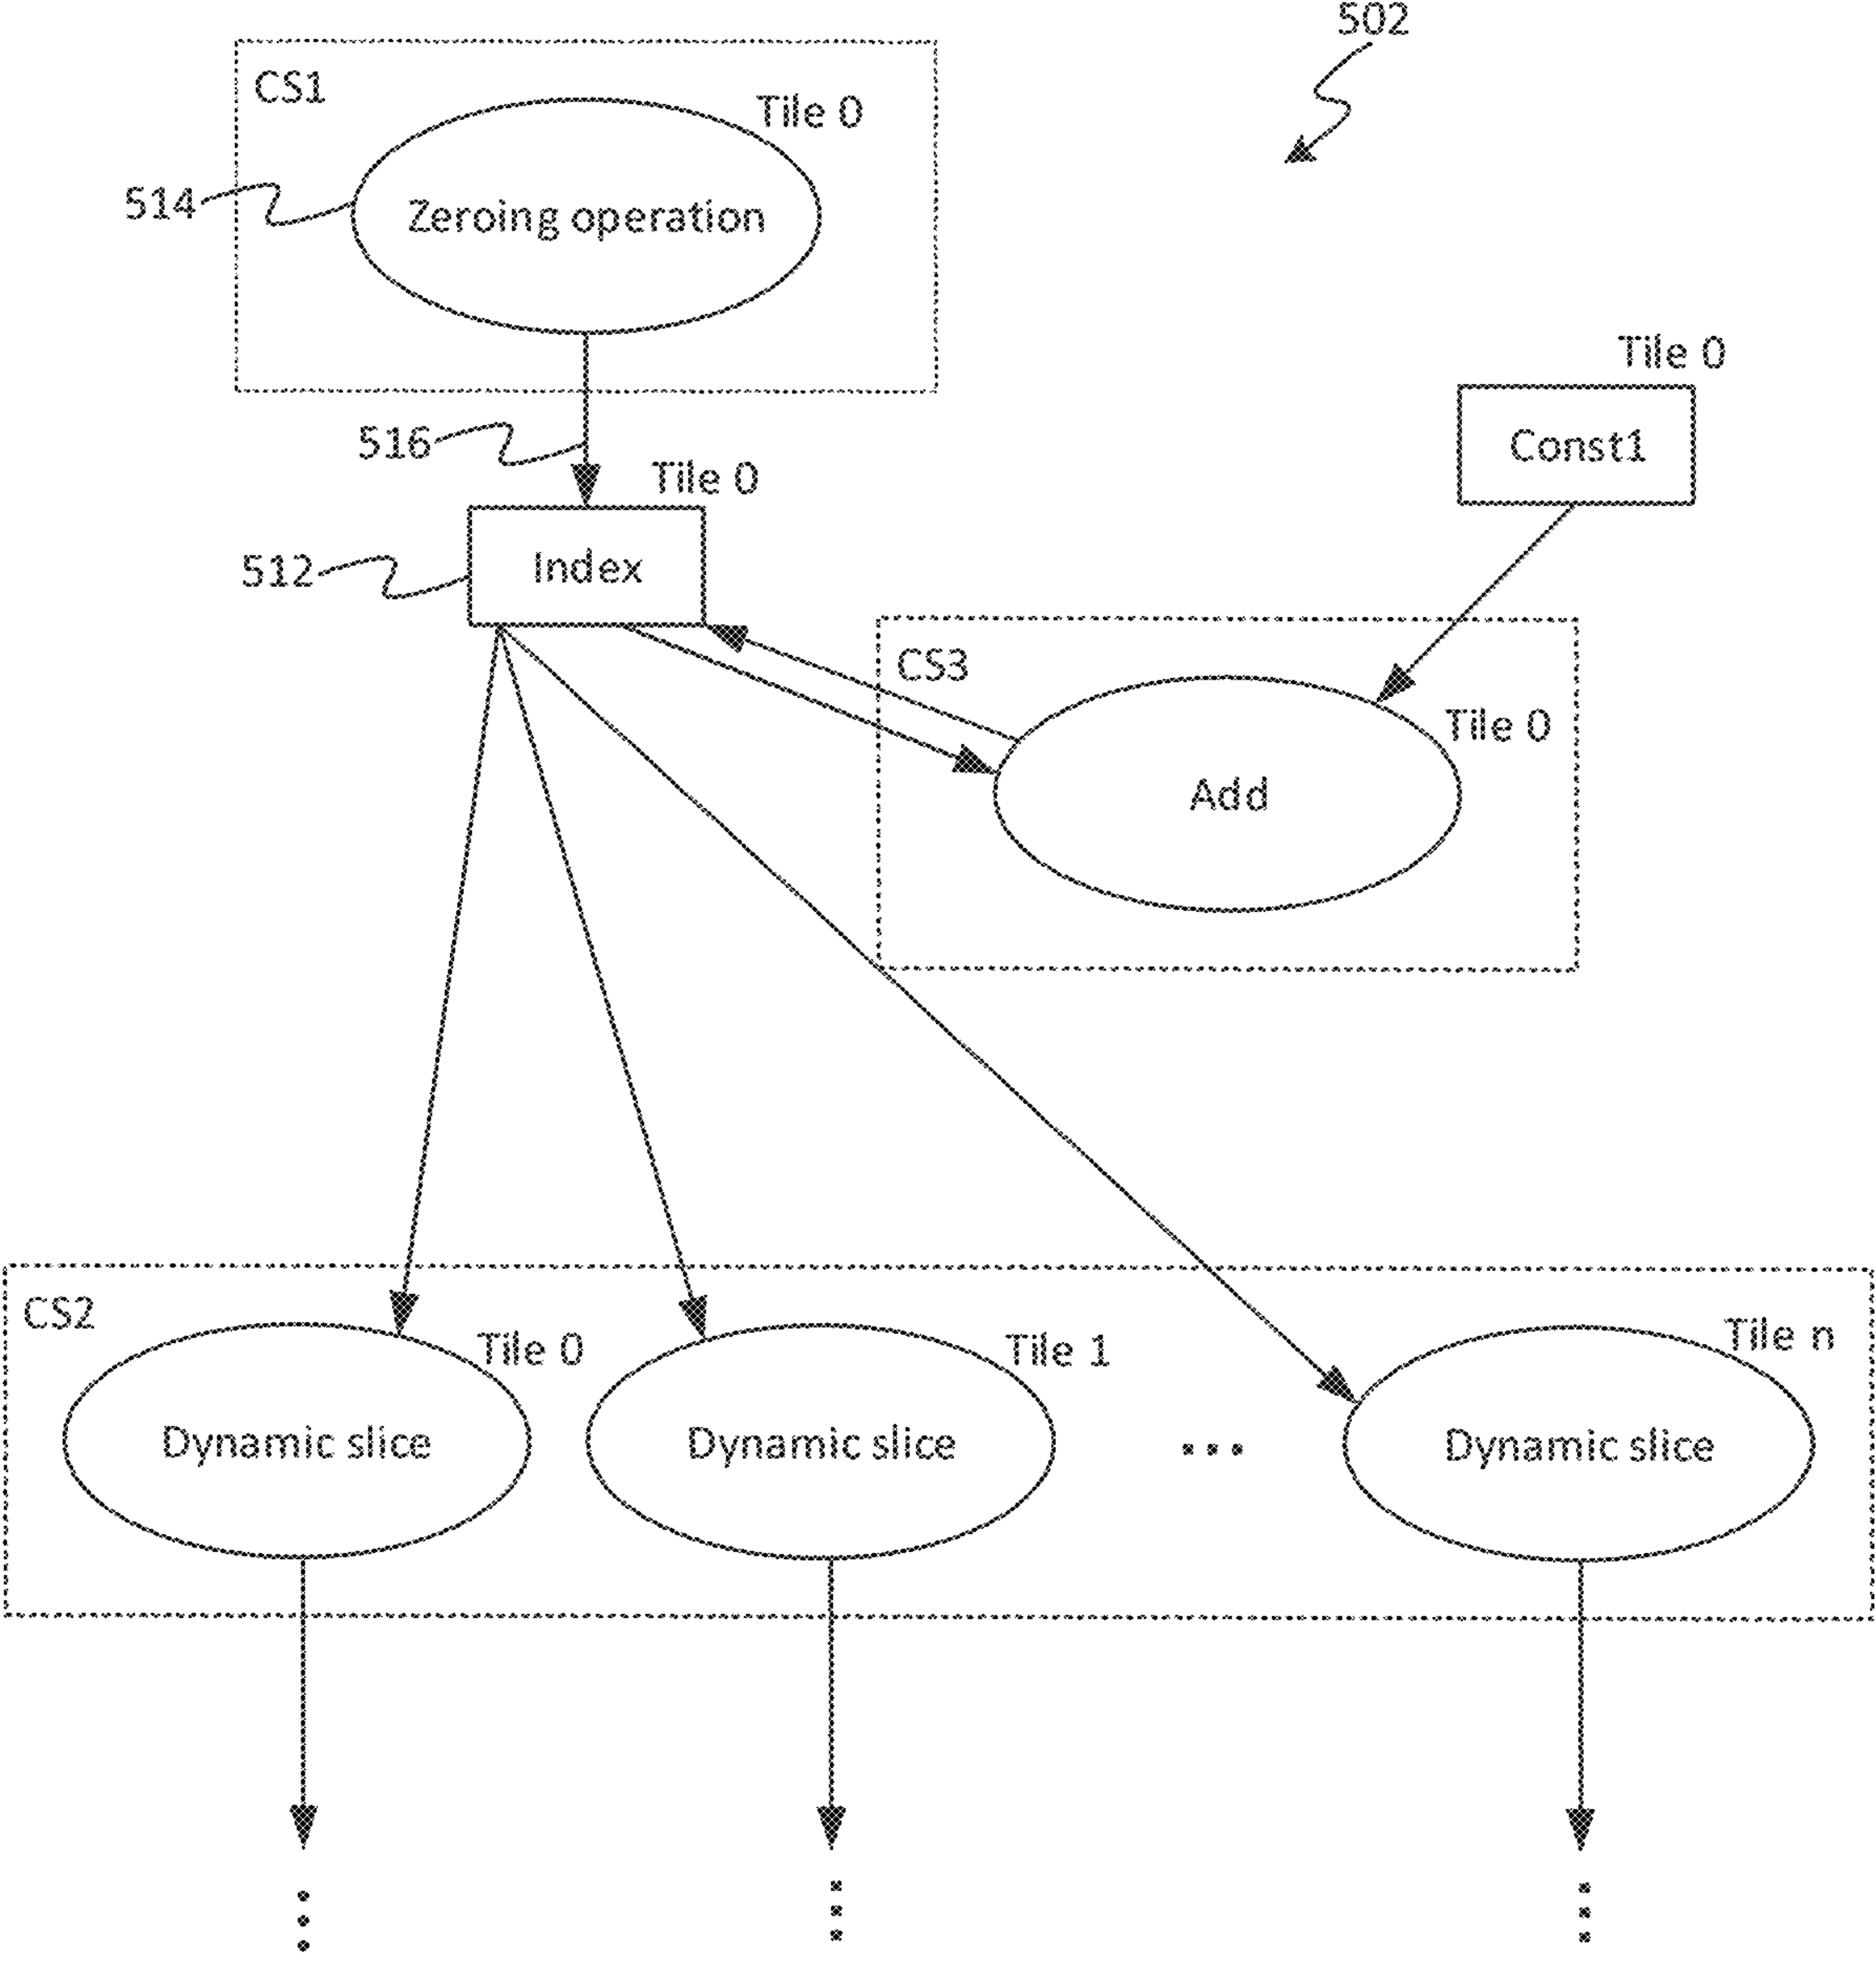 502
CS1
Tile 0
514
Zeroing operation
Tile 0
516
Const1
Tile 0
512
Index
CS3
Tile 0
Add
CS2
Tile 0
Tile 1
Tile n
Dynamic slice
Dynamic slice
...
Dynamic slice